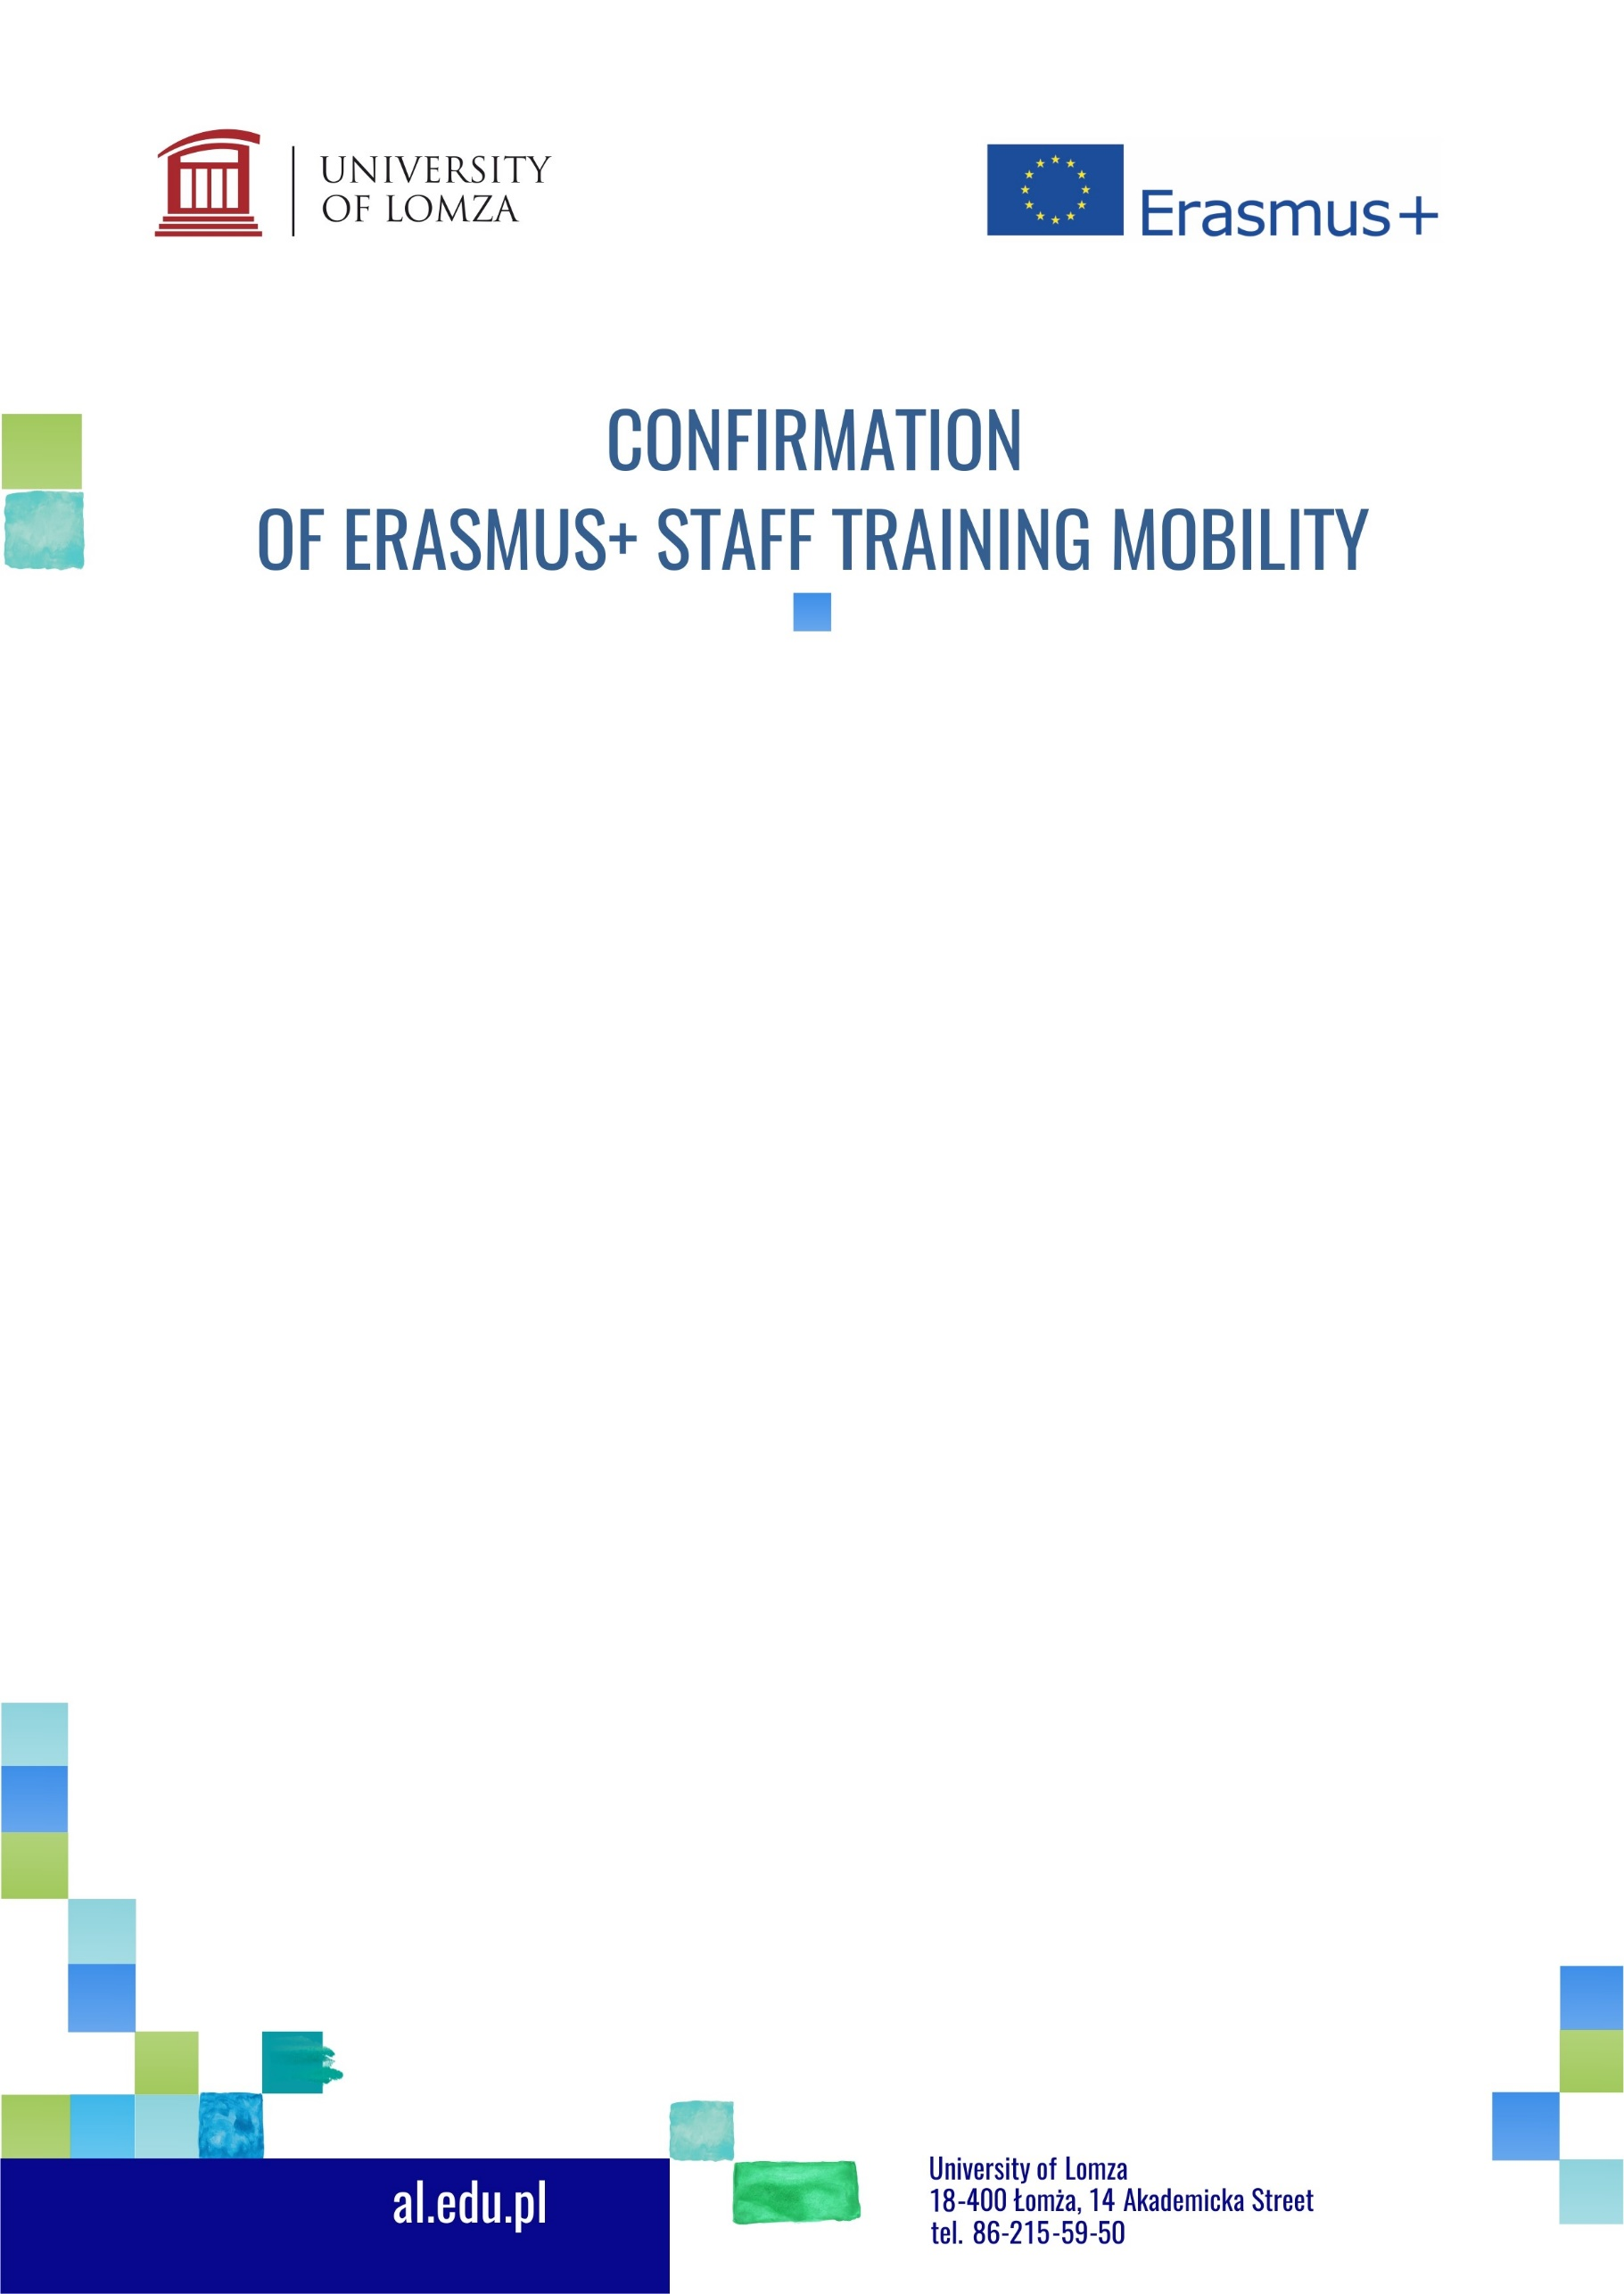 UNIVERSITY
OF LOMZA
Erasmus+
CONFIRMATION
OF ERASMUS+ STAFF TRAINING MOBILITY
al.edu.pl
University of Lomza
18-400 Łomża, 14 Akademicka Street
tel. 86-215-59-50